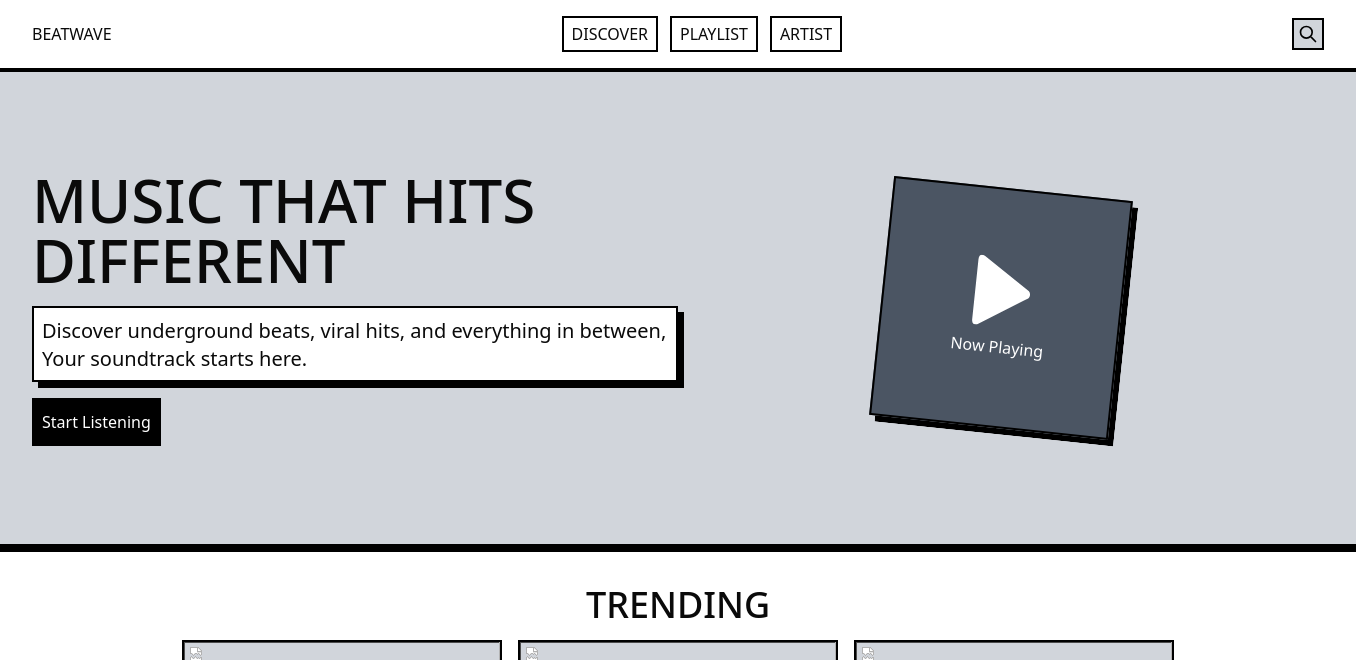 BEATWAVE
DISCOVER
PLAYLIST
ARTIST
MUSIC THAT HITS
DIFFERENT
Discover underground beats, viral hits, and everything in between,
Your soundtrack starts here.
Start Listening
Now Playing
TRENDING